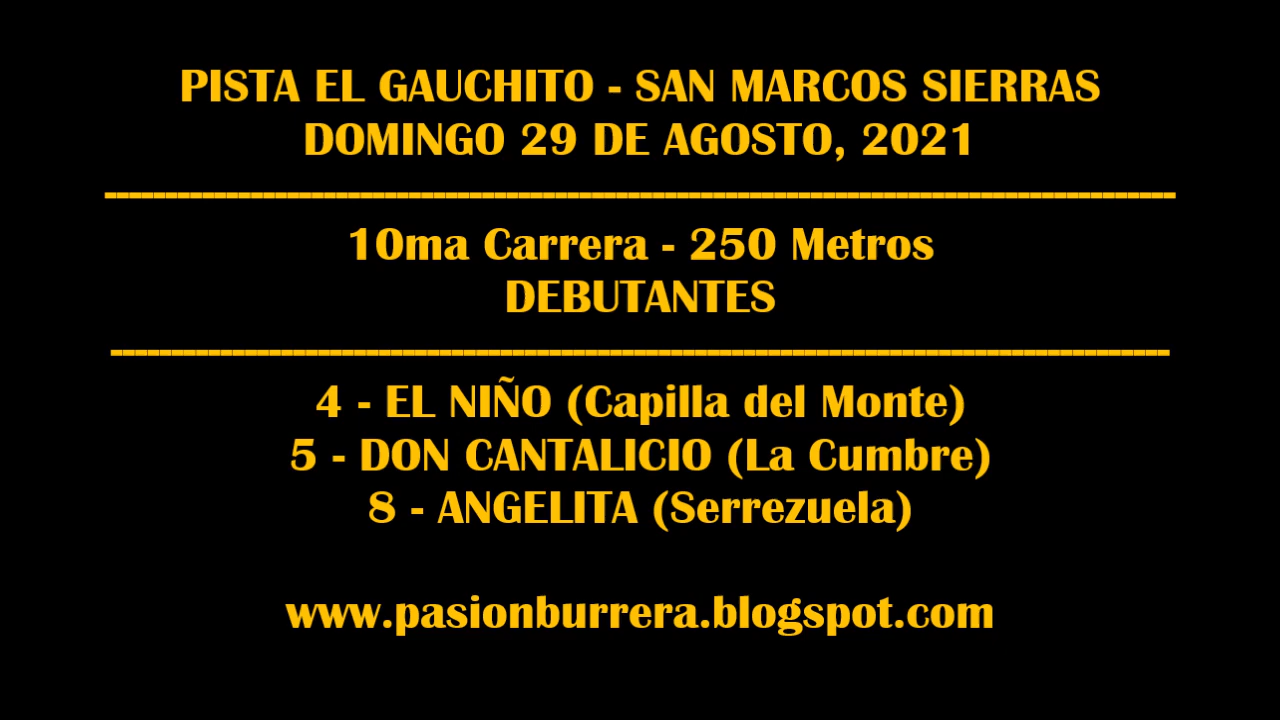 PISTA EL GAUCHITO - SAN MARCOS SIERRAS
DOMINGO 29 DE AGOSTO, 2021
10ma Carrera - 250 Metros
DEBUTANTES
4 - EL NIÑO (Capilla del Monte)
5 - DON CANTALICIO (La Cumbre)
8 - ANGELITA (Serrezuela)
www.pasionburrera.blogspot.com